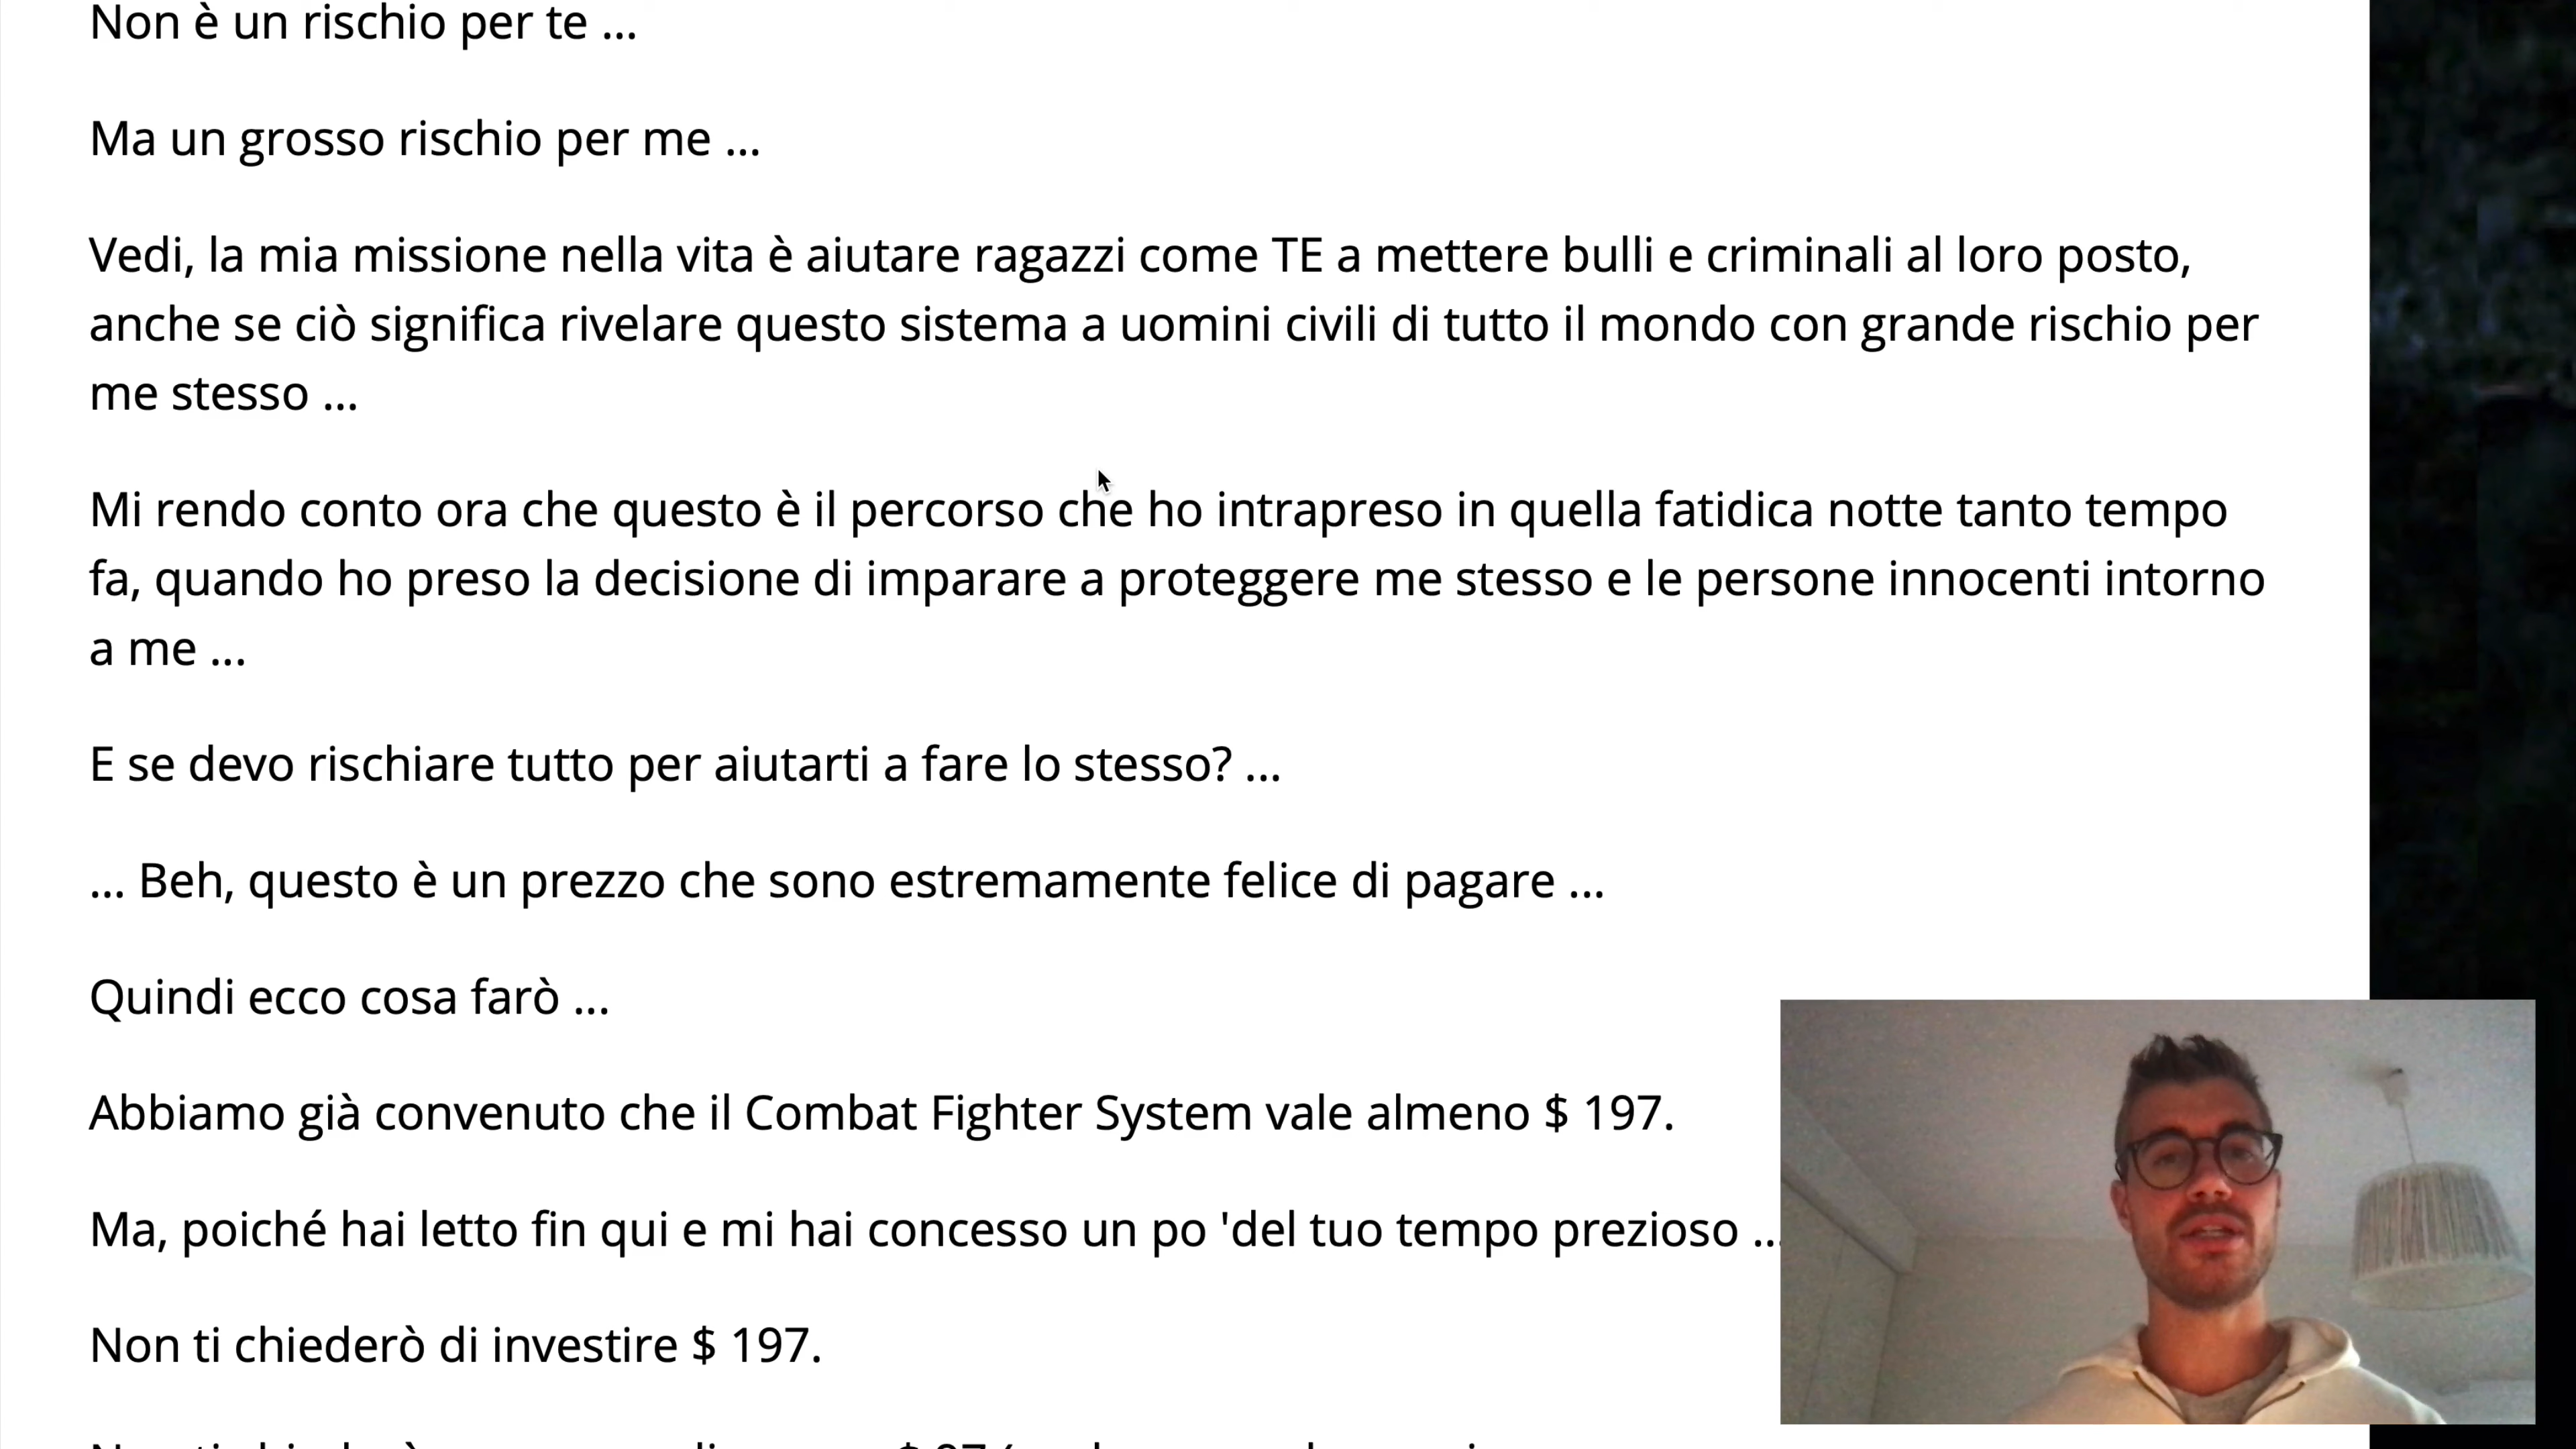 Non è un rischio per te ...
Ma un grosso rischio per me ...
Vedi, la mia missione nella vita è aiutare ragazzi come TE a mettere bulli e criminali al loro posto,
anche se ciò significa rivelare questo sistema a uomini civili di tutto il mondo con grande rischio per
me stesso ...
Mi rendo conto ora che questo è il percorso che ho intrapreso in quella fatidica notte tanto tempo
fa, quando ho preso la decisione di imparare a proteggere me stesso e le persone innocenti intorno
a me ...
E se devo rischiare tutto per aiutarti a fare lo stesso? ...
... Beh, questo è un prezzo che sono estremamente felice di pagare ...
Quindi ecco cosa farò ...
Abbiamo già convenuto che il Combat Fighter System vale almeno $ 197.
Ma, poiché hai letto fin qui e mi hai concesso un po 'del tuo tempo prezioso ...
Non ti chiederò di investire $ 197.